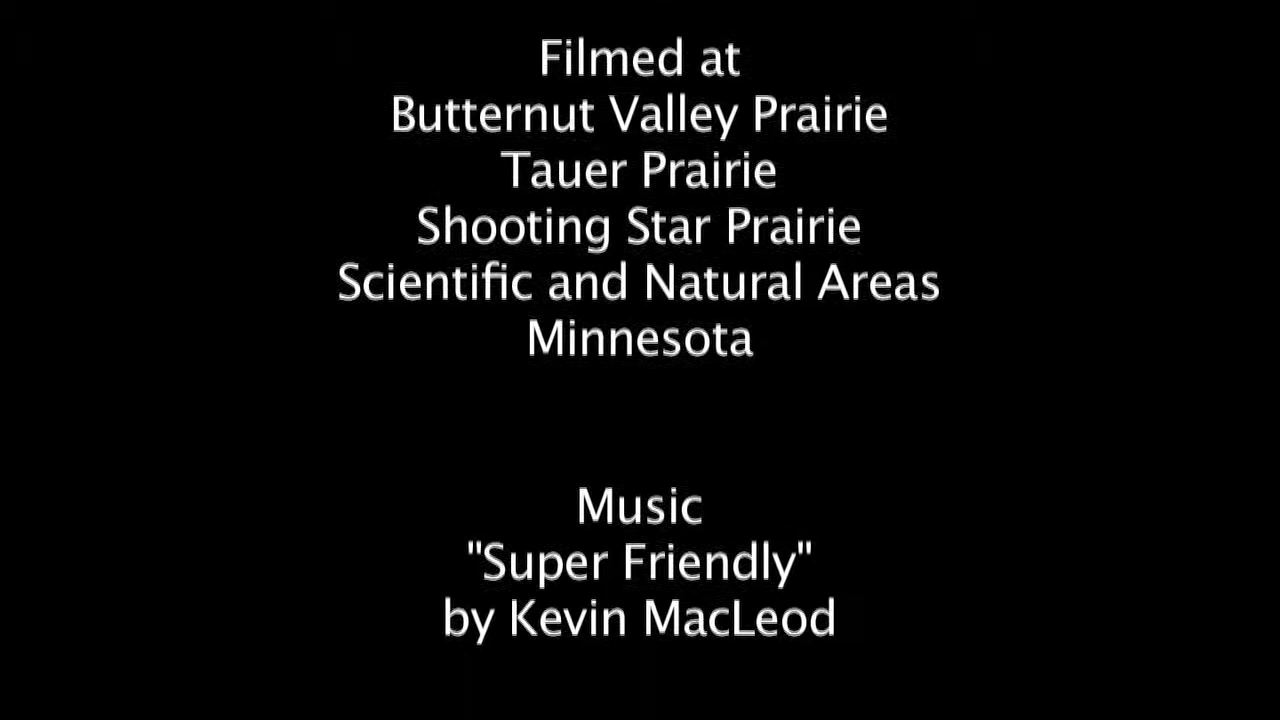 Filmed at
Butternut Valley Prairie
Tauer Prairie
Shooting Star Prairie
Scientific and Natural Areas
Minnesota
Music
"Super Friendly"
by Kevin MacLeod